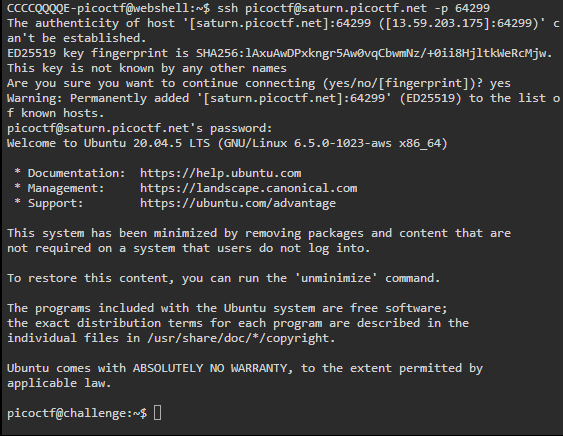 CCCCQQQQE-picoctf@webshell:~$ ssh picoctf@saturn.picoctf.net -p 64299
The authenticity of host '[saturn.picoctf.net]:64299 ([13.59.203.175]:64299)' c
an't be established.
ED25519 key fingerprint is SHA256:lAxuAwDPxkngr5Aw0vqCbwmNz/+0ii8HjltkWeRcMjw.
This key is not known by any other names
Are you sure you want to continue connecting (yes/no/[fingerprint])? yes
Warning: Permanently added '[saturn.picoctf.net]:64299' (ED25519) to the list o
f known hosts.
picoctf@saturn.picoctf.net's password:
Welcome to Ubuntu 20.04.5 LTS (GNU/Linux 6.5.0-1023-aws x86_64)
* Documentation: https://help.ubuntu.com
* Management: https://landscape.canonical.com
* Support: https://ubuntu.com/advantage
This system has been minimized by removing packages and content that are
not required on a system that users do not log into.
To restore this content, you can run the 'unminimize' command.
The programs included with the Ubuntu system are free software;
the exact distribution terms for each program are described in the
individual files in /usr/share/doc/*/copyright.
Ubuntu comes with ABSOLUTELY NO WARRANTY, to the extent permitted by
applicable law.
picoctf@challenge:~$